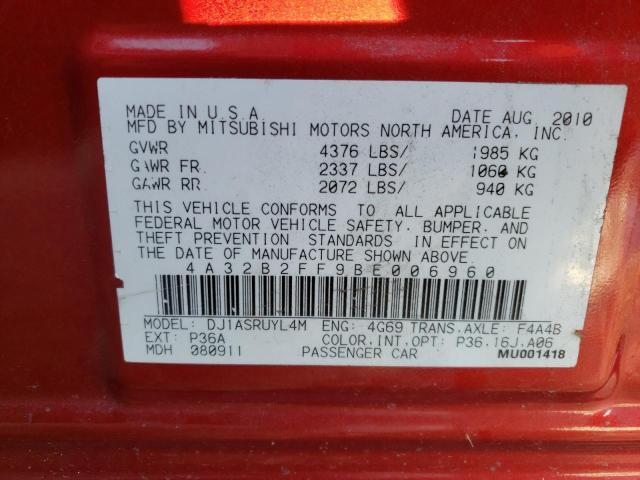 MADE IN U.S.A. DATE AUG. 2010
MFD BY MITSUBISHI MOTORS NORTH AMERICA, INC.
GVWR 4376 LBS/ 1985 KG
GAWR FR. 2337 LBS/ 1060 KG
GAWR RR. 2072 LBS/ 940 KG
THIS VEHICLE CONFORMS TO ALL APPLICABLE
FEDERAL MOTOR VEHICLE SAFETY, BUMPER, AND
THEFT PREVENTION STANDARDS IN EFFECT ON
THE DATE OF MANUFACTURE SHOWN ABOVE.
4A32B2FF9BE006960
MODEL: DJ1ASRUYL4M ENG: 4G69 TRANS.AXLE: F4A4B
EXT: P36A COLOR,INT,OPT: P36,16J,A06
MDH 080911 PASSENGER CAR MU001418